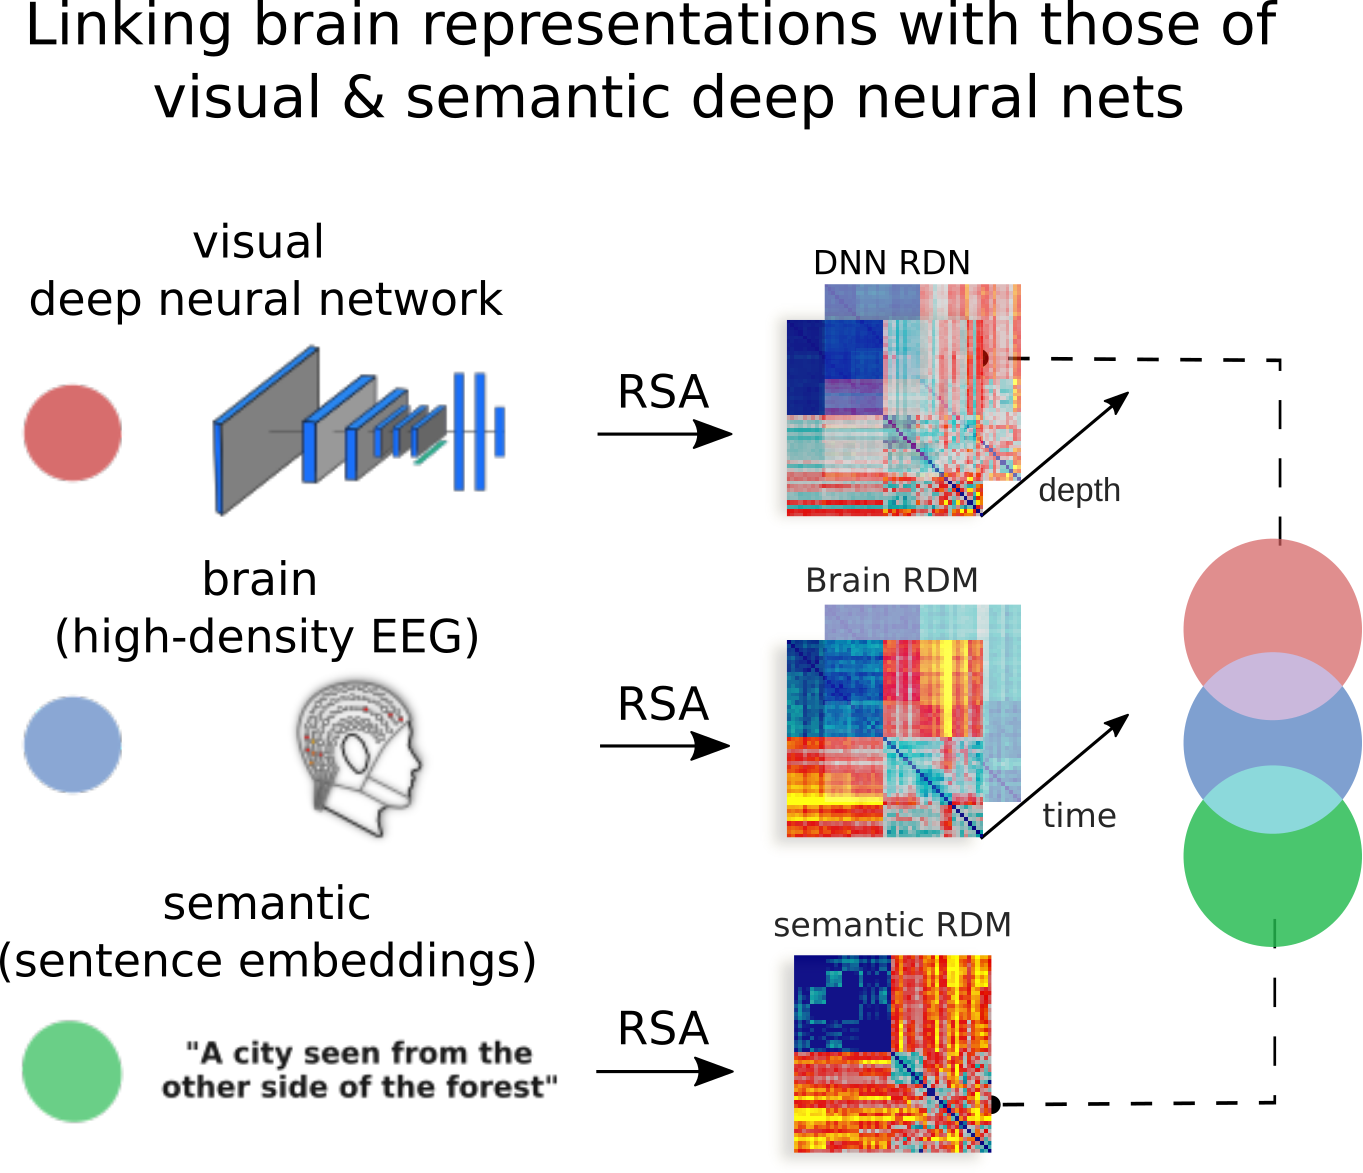 Linking brain representations with those of
visual & semantic deep neural nets
visual
deep neural network
RSA
DNN RDN
depth
brain
(high-density EEG)
RSA
Brain RDM
time
semantic
(sentence embeddings)
"A city seen from the
other side of the forest"
RSA
semantic RDM